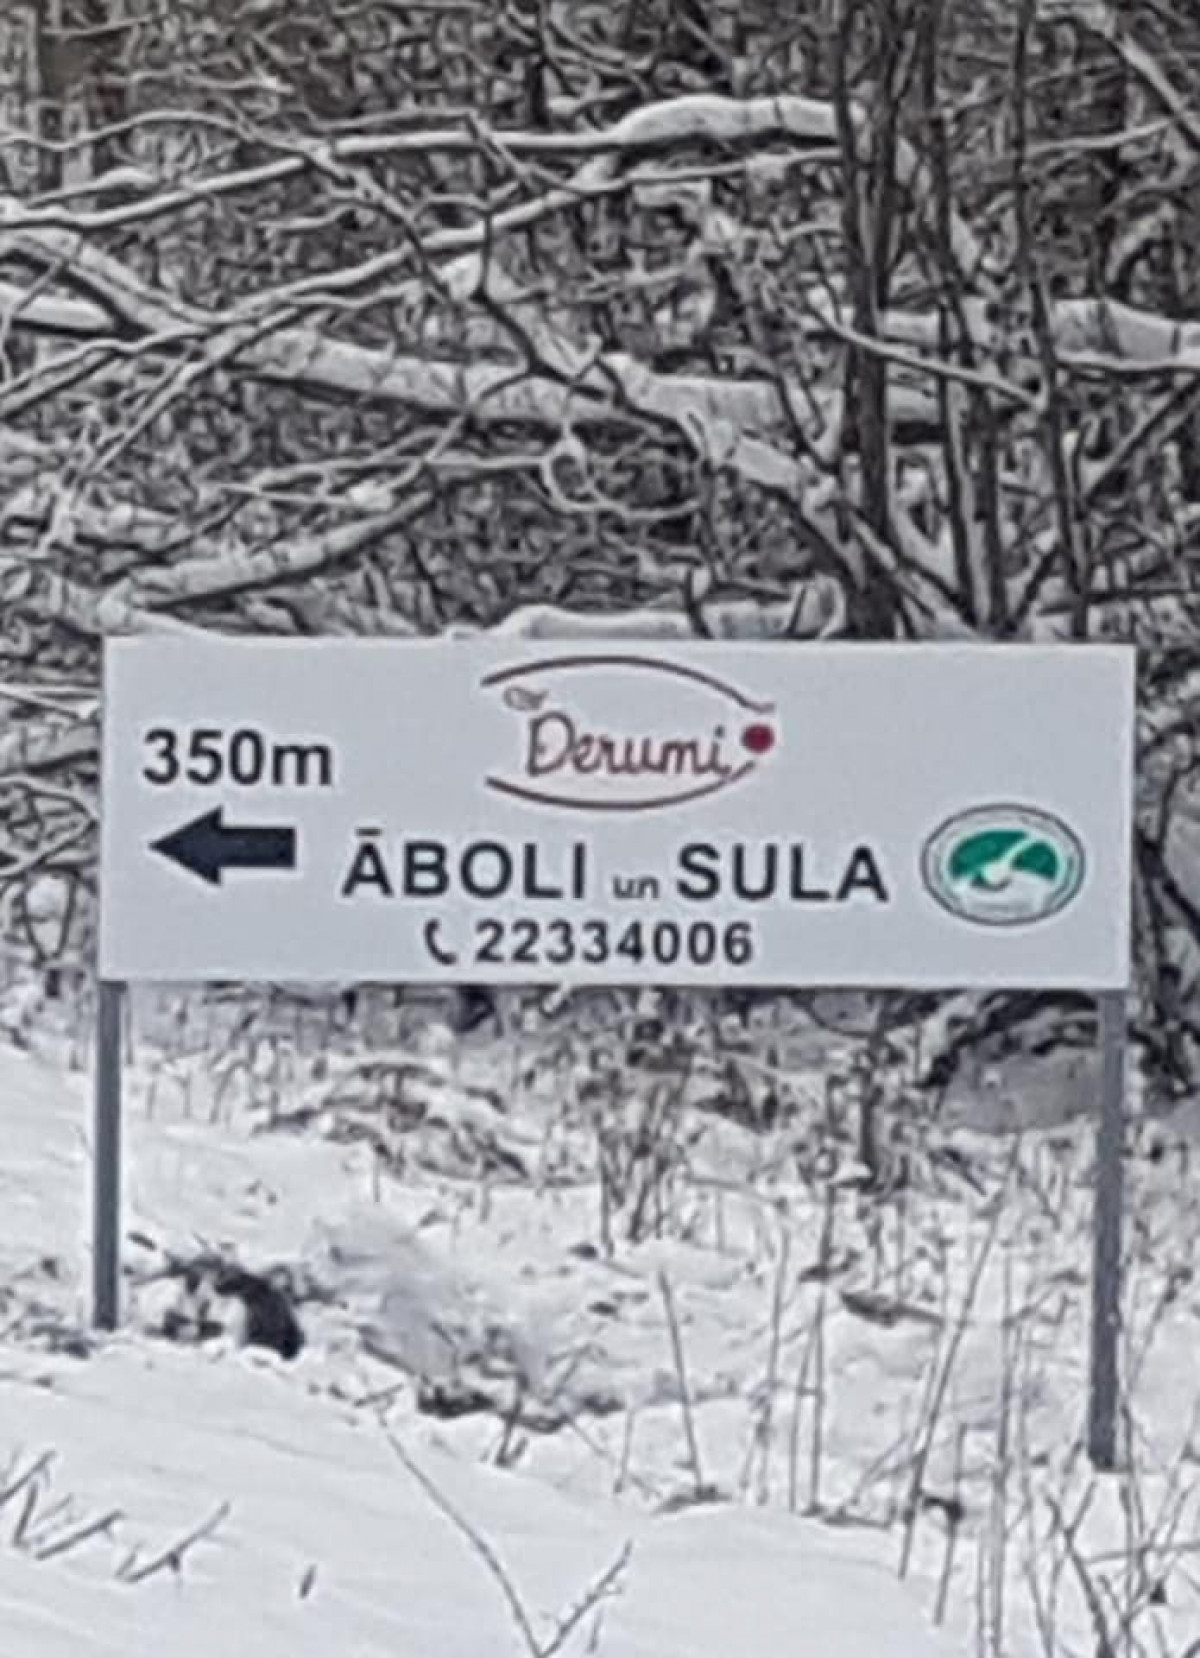 Derumi
350m
ĀBOLI un SULA
22334006